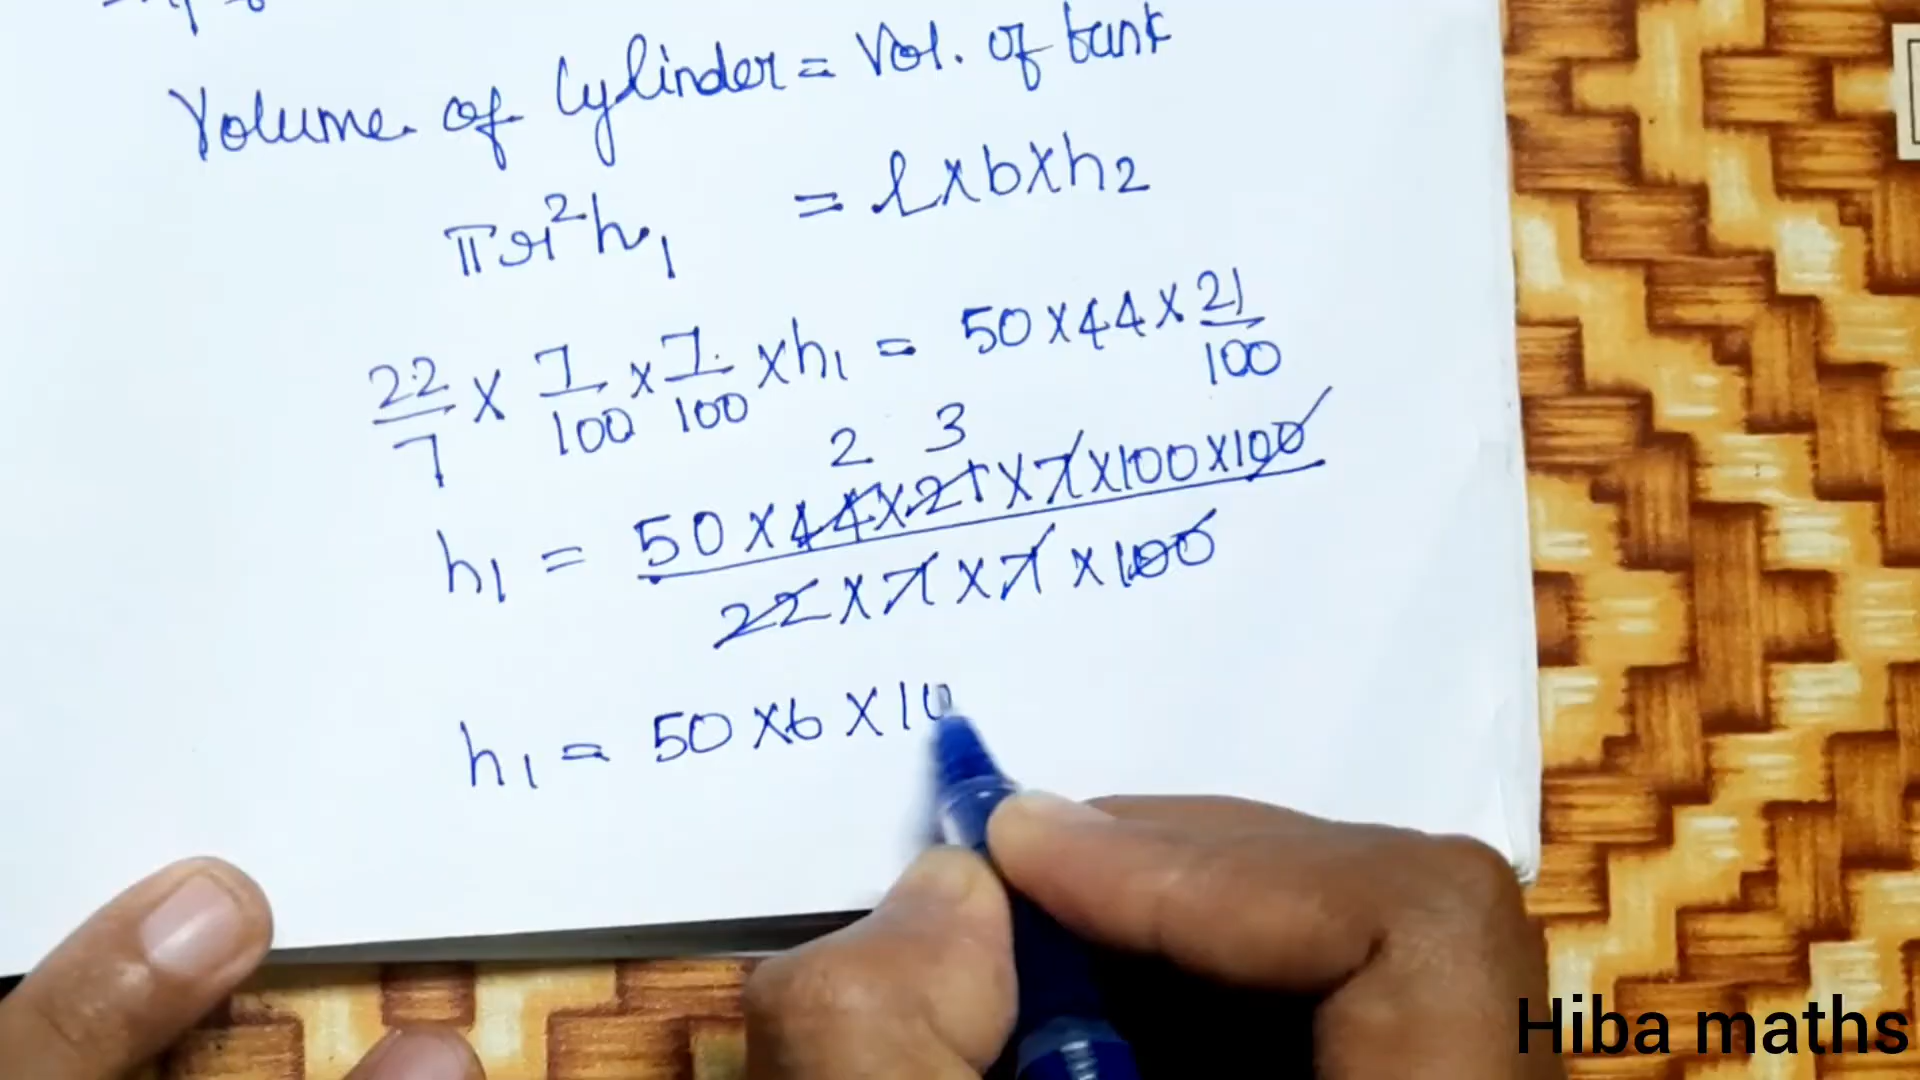 Volume of Cylinder = Vol. of tank
πr²h₁ = l×b×h₂
22/7 × 7/100 × 7/100 × h₁ = 50×44×21/100
2 3
h₁ = 50×44×21×7×100×100 / 22×7×7×100
h₁ = 50×6×10
Hiba maths